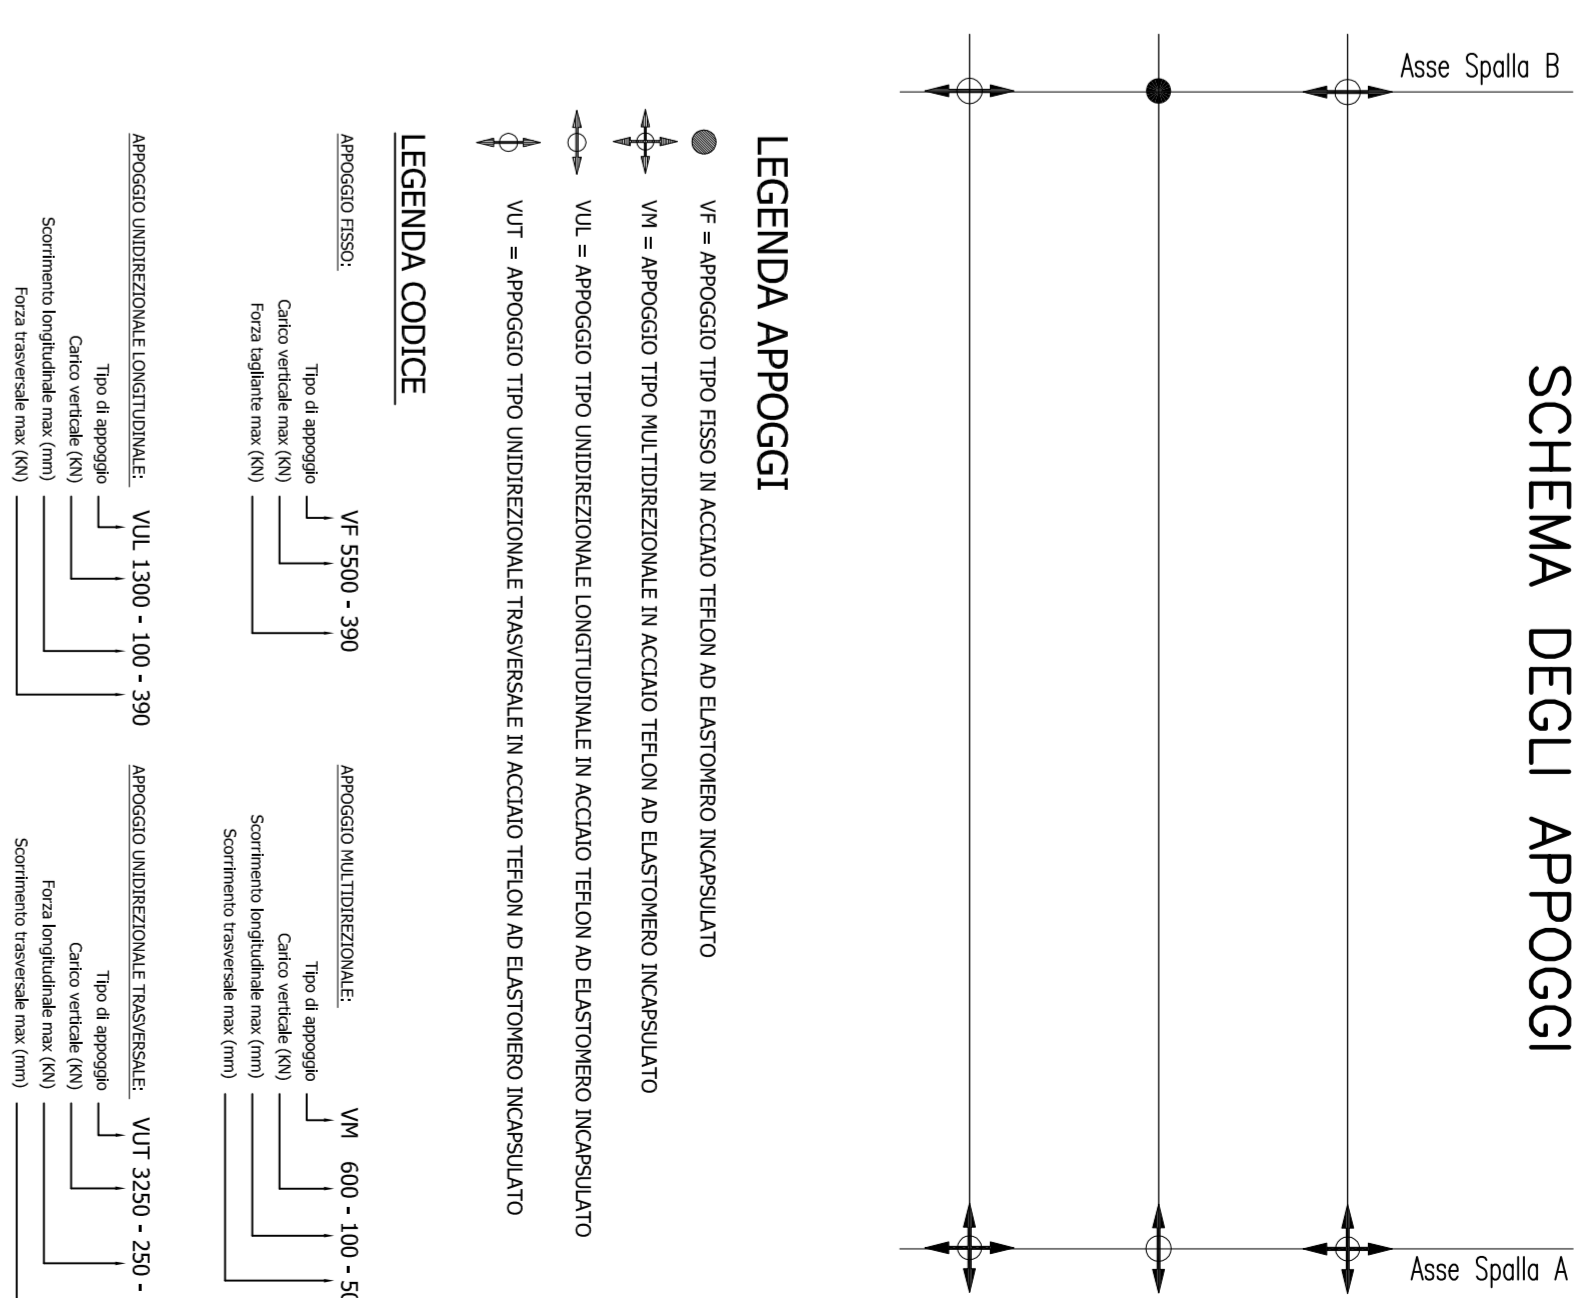 SCHEMA DEGLI APPOGGI
Asse Spalla B
Asse Spalla A
LEGENDA APPOGGI
VF = APPOGGIO TIPO FISSO IN ACCIAIO TEFLON AD ELASTOMERO INCAPSULATO
VM = APPOGGIO TIPO MULTIDIREZIONALE IN ACCIAIO TEFLON AD ELASTOMERO INCAPSULATO
VUL = APPOGGIO TIPO UNIDIREZIONALE LONGITUDINALE IN ACCIAIO TEFLON AD ELASTOMERO INCAPSULATO
VUT = APPOGGIO TIPO UNIDIREZIONALE TRASVERSALE IN ACCIAIO TEFLON AD ELASTOMERO INCAPSULATO
LEGENDA CODICE
APPOGGIO FISSO:
VF 5500 - 390
Tipo di appoggio
Carico verticale max (KN)
Forza tagliante max (KN)
APPOGGIO MULTIDIREZIONALE:
VM 600 - 100 - 50
Tipo di appoggio
Carico verticale (KN)
Scorrimento longitudinale max (mm)
Scorrimento trasversale max (mm)
APPOGGIO UNIDIREZIONALE LONGITUDINALE:
VUL 1300 - 100 - 390
Tipo di appoggio
Carico verticale (KN)
Scorrimento longitudinale max (mm)
Forza trasversale max (KN)
APPOGGIO UNIDIREZIONALE TRASVERSALE:
VUT 3250 - 250 -
Tipo di appoggio
Carico verticale (KN)
Forza longitudinale max (KN)
Scorrimento trasversale max (mm)